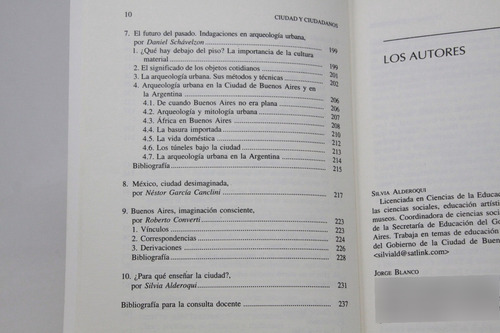 10 CIUDAD Y CIUDADANOS
7. El futuro del pasado. Indagaciones en arqueología urbana,
por Daniel Schávelzon ........ 199
1. ¿Qué hay debajo del piso? La importancia de la cultura
material ........ 199
2. El significado de los objetos cotidianos ........ 201
3. La arqueología urbana. Sus métodos y técnicas ........ 202
4. Arqueología urbana en la Ciudad de Buenos Aires y en
la Argentina ........ 206
4.1. De cuando Buenos Aires no era plana ........ 206
4.2. Arqueología y mitología urbana ........ 207
4.3. África en Buenos Aires ........ 208
4.4. La basura importada ........ 210
4.5. La vida doméstica ........ 212
4.6. Los túneles bajo la ciudad ........ 213
4.7. La arqueología urbana en la Argentina ........ 214
Bibliografía ........ 215
8. México, ciudad desimaginada,
por Néstor García Canclini ........ 217
9. Buenos Aires, imaginación consciente,
por Roberto Converti ........ 223
1. Vínculos ........ 223
2. Correspondencias ........ 224
3. Derivaciones ........ 226
Bibliografía ........ 228
10. ¿Para qué enseñar la ciudad?,
por Silvia Alderoqui ........ 231
Bibliografía para la consulta docente ........ 237
LOS AUTORES
SILVIA ALDEROQUI
Licenciada en Ciencias de la Educa
las ciencias sociales, educación artístic
museos. Coordinadora de ciencias socia
de la Secretaría de Educación del Go
Aires. Trabaja en temas de educación
del Gobierno de la Ciudad de Buen
<silviald@satlink.com>
JORGE BLANCO